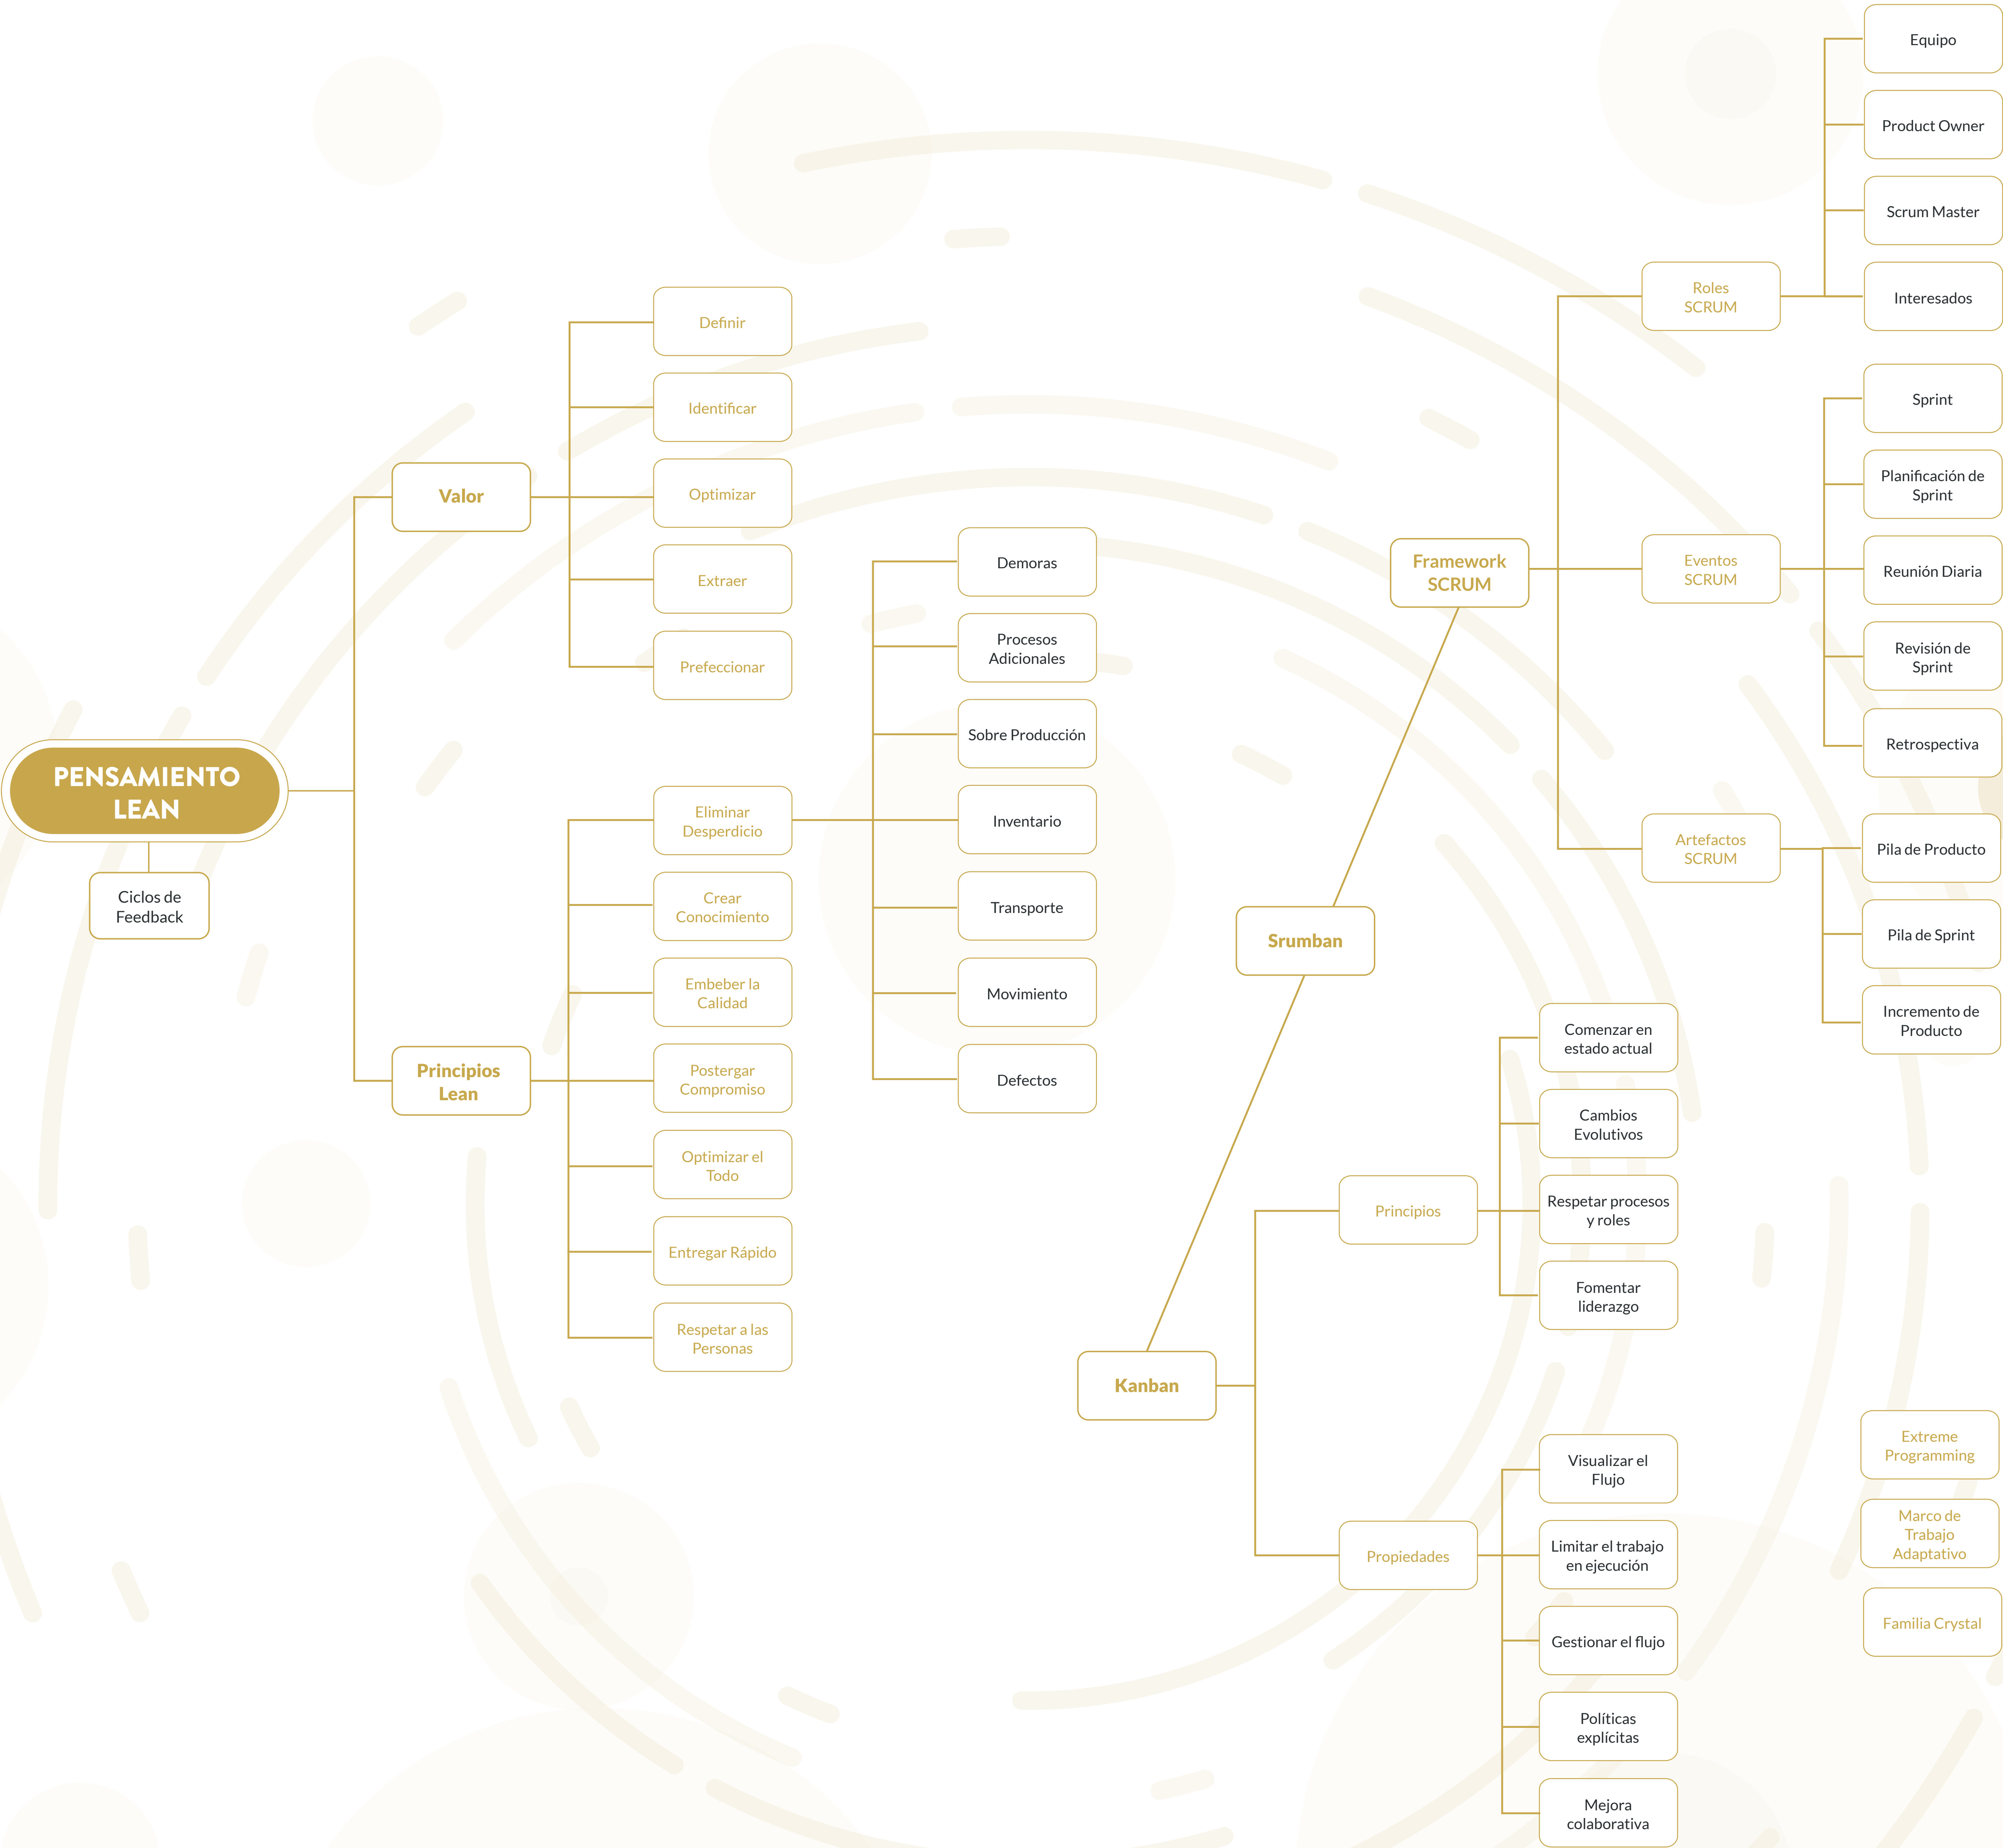 PENSAMIENTO
LEAN
Ciclos de
Feedback
Valor
Definir
Identificar
Optimizar
Extraer
Prefeccionar
Principios
Lean
Eliminar
Desperdicio
Crear
Conocimiento
Embeber la
Calidad
Postergar
Compromiso
Optimizar el
Todo
Entregar Rápido
Respetar a las
Personas
Demoras
Procesos
Adicionales
Sobre Producción
Inventario
Transporte
Movimiento
Defectos
Framework
SCRUM
Roles
SCRUM
Equipo
Product Owner
Scrum Master
Interesados
Eventos
SCRUM
Sprint
Planificación de
Sprint
Reunión Diaria
Revisión de
Sprint
Retrospectiva
Artefactos
SCRUM
Pila de Producto
Pila de Sprint
Incremento de
Producto
Srumban
Kanban
Principios
Comenzar en
estado actual
Cambios
Evolutivos
Respetar procesos
y roles
Fomentar
liderazgo
Propiedades
Visualizar el
Flujo
Limitar el trabajo
en ejecución
Gestionar el flujo
Políticas
explícitas
Mejora
colaborativa
Extreme
Programming
Marco de
Trabajo
Adaptativo
Familia Crystal